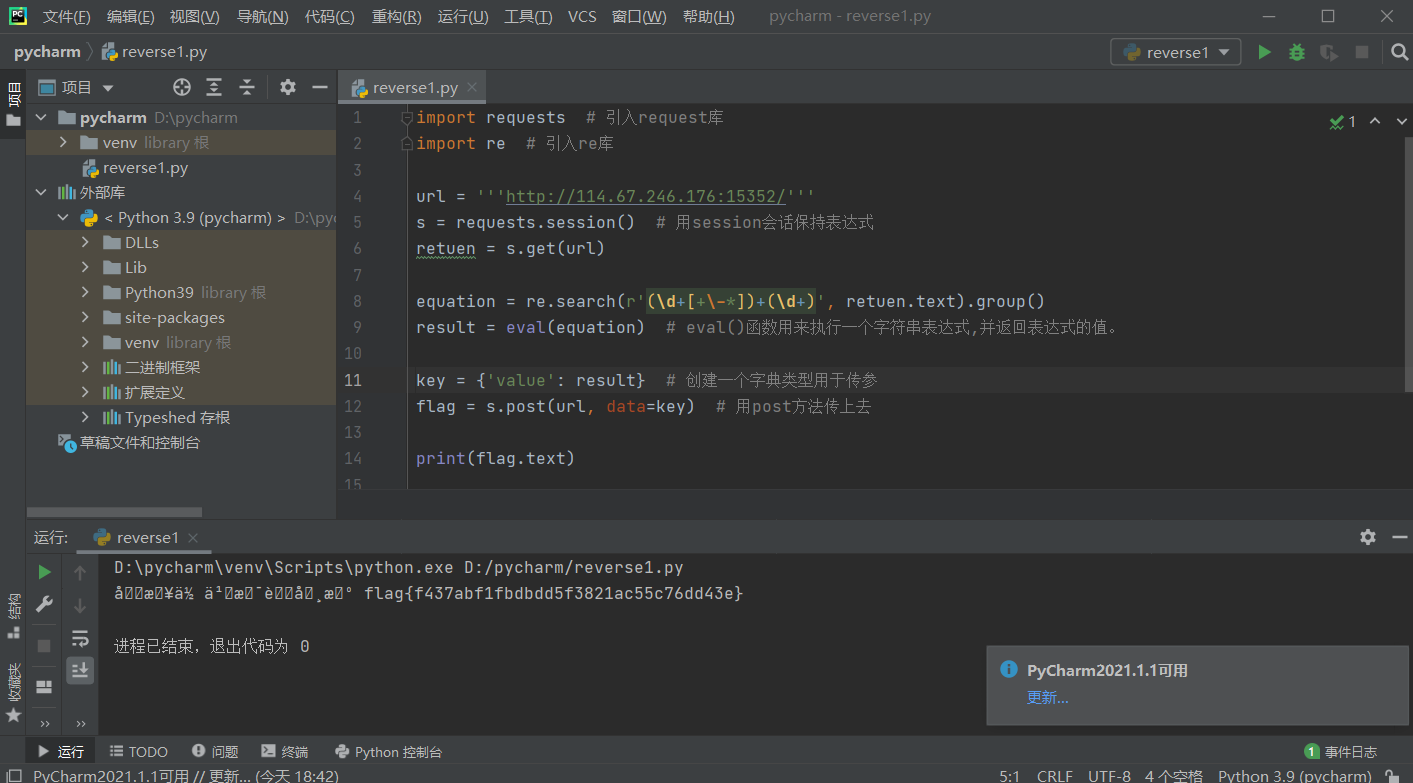 文件(F) 编辑(E) 视图(V) 导航(N) 代码(C) 重构(R) 运行(U) 工具(T) VCS 窗口(W) 帮助(H) pycharm - reverse1.py
pycharm reverse1.py reverse1
项目
项目
reverse1.py
pycharm D:\pycharm
venv library 根
reverse1.py
外部库
< Python 3.9 (pycharm) > D:\pyc
DLLs
Lib
Python39 library 根
site-packages
venv library 根
二进制框架
扩展定义
Typeshed 存根
草稿文件和控制台
1 import requests # 引入request库
2 import re # 引入re库
3
4 url = '''http://114.67.246.176:15352/'''
5 s = requests.session() # 用session会话保持表达式
6 retuen = s.get(url)
7
8 equation = re.search(r'(\d+[+\-*])+(\d+)', retuen.text).group()
9 result = eval(equation) # eval()函数用来执行一个字符串表达式,并返回表达式的值。
10
11 key = {'value': result} # 创建一个字典类型用于传参
12 flag = s.post(url, data=key) # 用post方法传上去
13
14 print(flag.text)
15
1
运行: reverse1
D:\pycharm\venv\Scripts\python.exe D:/pycharm/reverse1.py
flag{f437abf1fbdbdd5f3821ac55c76dd43e}
进程已结束，退出代码为 0
结构
收藏夹
PyCharm2021.1.1可用
更新...
运行 TODO 问题 终端 Python 控制台 1 事件日志
PyCharm2021.1.1可用 // 更新... (今天 18:42) 5:1 CRLF UTF-8 4 个空格 Python 3.9 (pycharm)